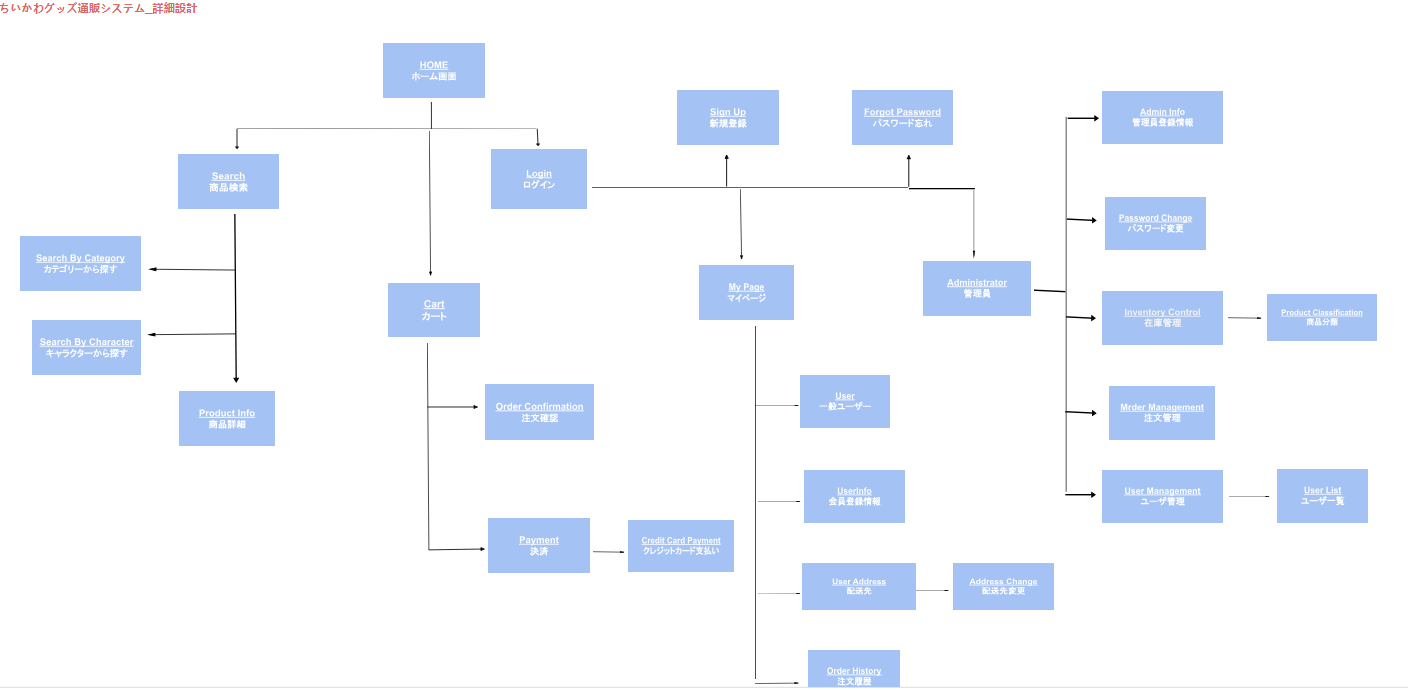 ちいかわグッズ通販システム_詳細設計
HOME
ホーム画面
Sign Up
新規登録
Forgot Password
パスワード忘れ
Admin Info
管理員登録情報
Search
商品検索
Login
ログイン
Password Change
パスワード変更
Search By Category
カテゴリーから探す
Cart
カート
My Page
マイページ
Administrator
管理員
Inventory Control
在庫管理
Product Classification
商品分類
Search By Character
キャラクターから探す
Product Info
商品詳細
Order Confirmation
注文確認
User
一般ユーザー
Mrder Management
注文管理
UserInfo
会員登録情報
User Management
ユーザ管理
User List
ユーザ一覧
Payment
決済
Credit Card Payment
クレジットカード支払い
User Address
配送先
Address Change
配送先変更
Order History
注文履歴